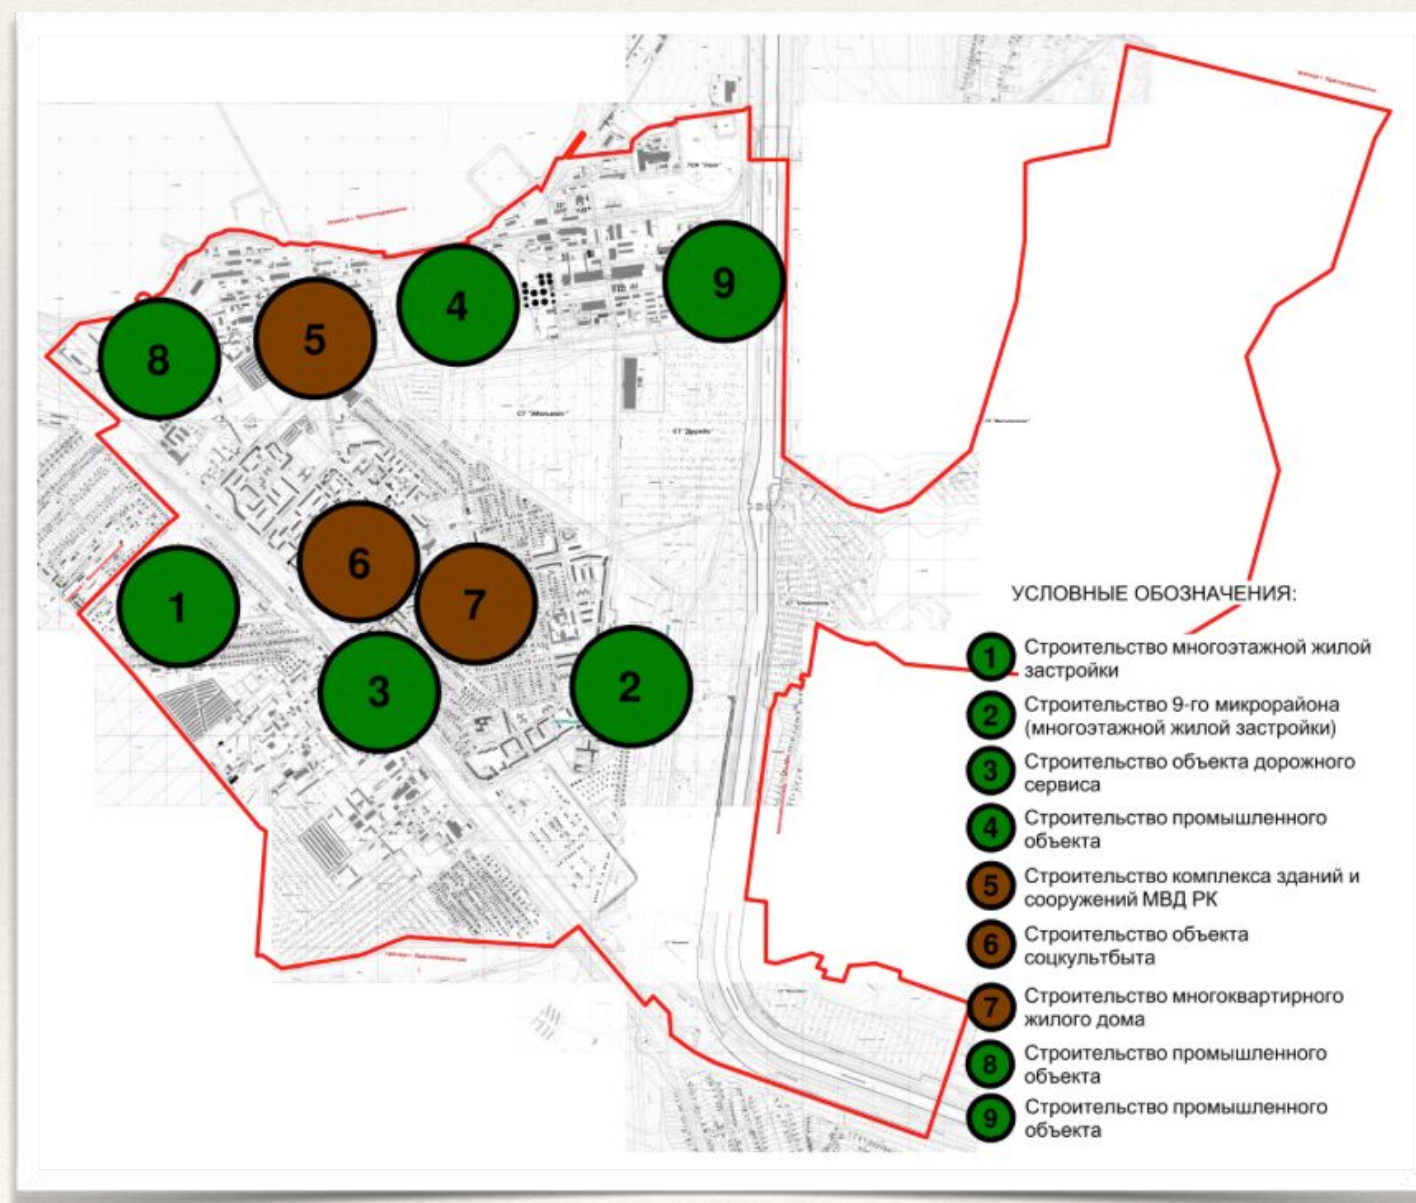 9
4
5
8
6
7
1
2
3
СТ "Дружба"
УСЛОВНЫЕ ОБОЗНАЧЕНИЯ:
1 Строительство многоэтажной жилой
застройки
2 Строительство 9-го микрорайона
(многоэтажной жилой застройки)
3 Строительство объекта дорожного
сервиса
4 Строительство промышленного
объекта
5 Строительство комплекса зданий и
сооружений МВД РК
6 Строительство объекта
соцкультбыта
7 Строительство многоквартирного
жилого дома
8 Строительство промышленного
объекта
9 Строительство промышленного
объекта